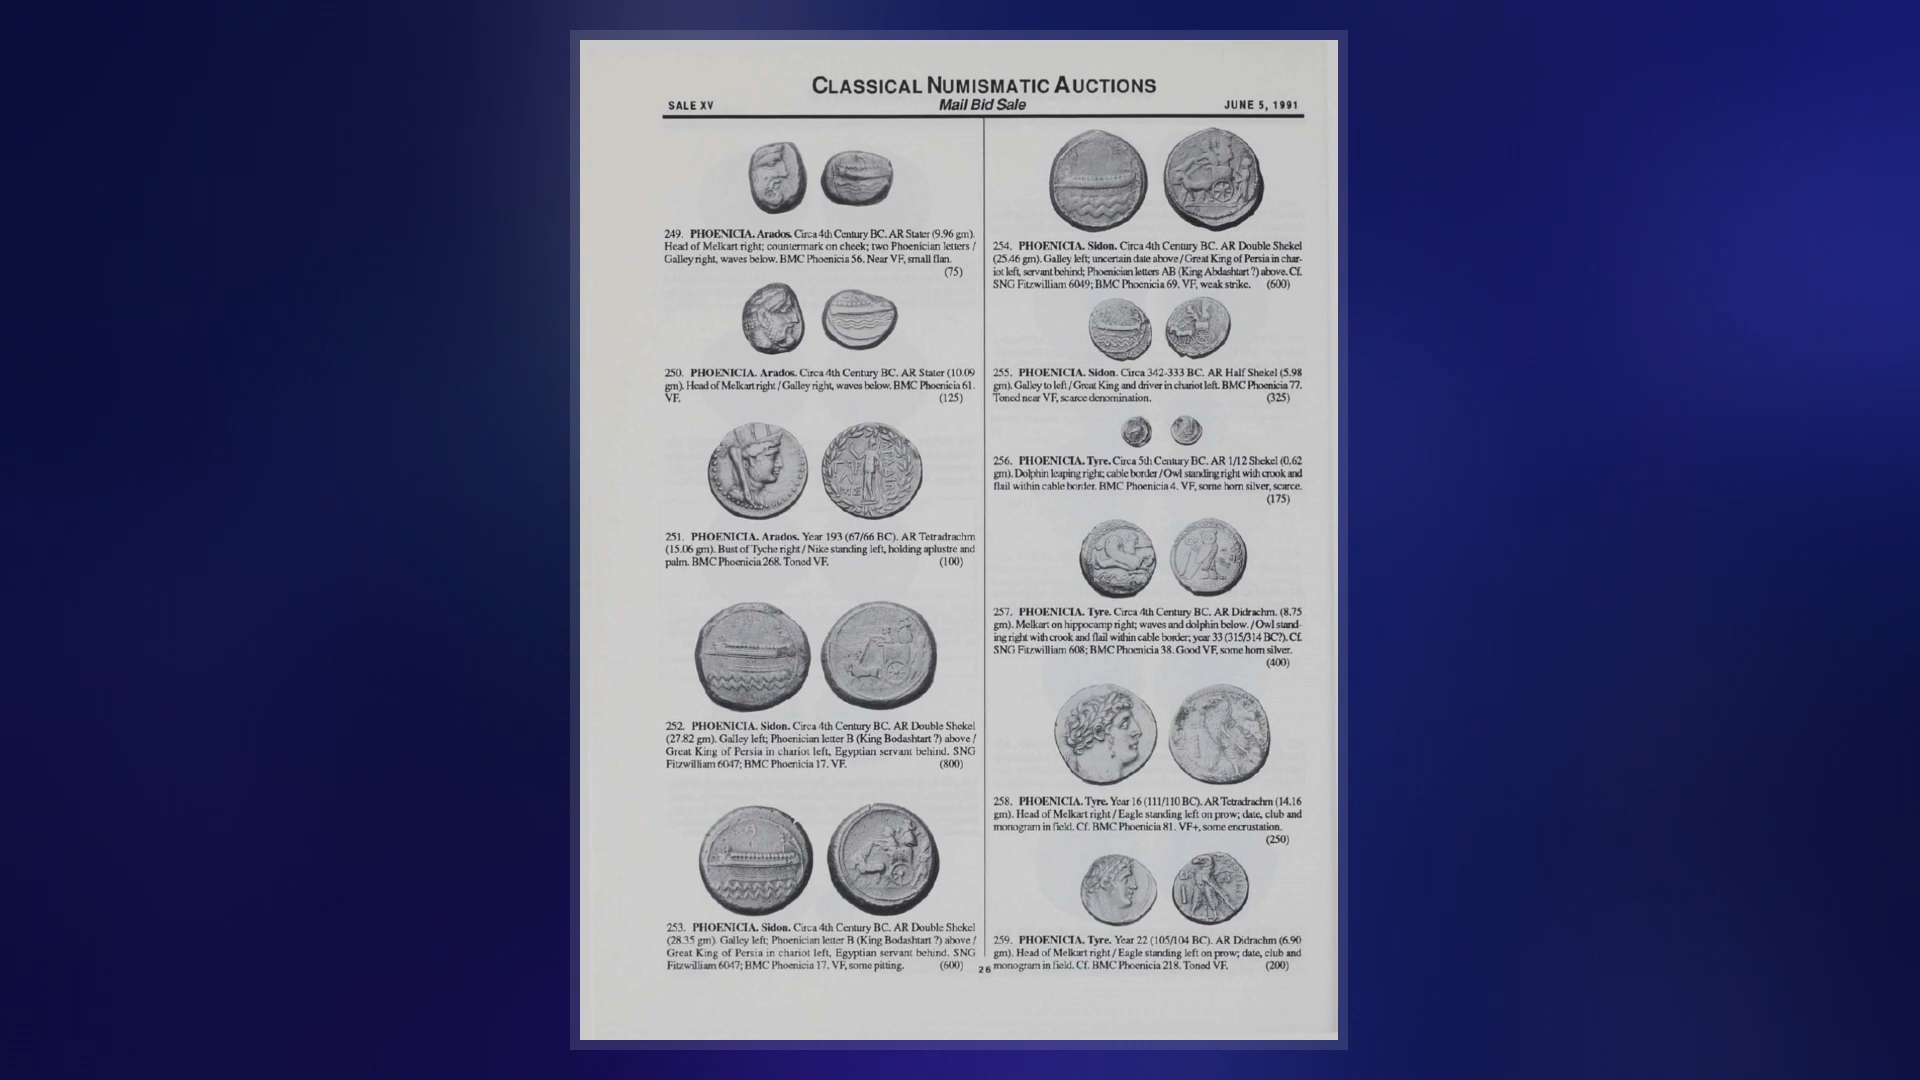 CLASSICAL NUMISMATIC AUCTIONS
SALE XV
Mail Bid Sale
JUNE 5, 1991
249. PHOENICIA. Arados. Circa 4th Century BC. AR Stater (9.96 gm).
Head of Melkart right; countermark on cheek; two Phoenician letters /
Galley right, waves below. BMC Phoenicia 56. Near VF, small flan.
(75)
250. PHOENICIA. Arados. Circa 4th Century BC. AR Stater (10.09
gm). Head of Melkart right / Galley right, waves below. BMC Phoenicia 61.
VF. (125)
251. PHOENICIA. Arados. Year 193 (67/66 BC). AR Tetradrachm
(15.06 gm). Bust of Tyche right / Nike standing left, holding aplustre and
palm. BMC Phoenicia 268. Toned VF. (100)
252. PHOENICIA. Sidon. Circa 4th Century BC. AR Double Shekel
(27.82 gm). Galley left; Phoenician letter B (King Bodashtart ?) above /
Great King of Persia in chariot left, Egyptian servant behind. SNG
Fitzwilliam 6047; BMC Phoenicia 17. VF. (800)
253. PHOENICIA. Sidon. Circa 4th Century BC. AR Double Shekel
(28.35 gm). Galley left; Phoenician letter B (King Bodashtart ?) above /
Great King of Persia in chariot left, Egyptian servant behind. SNG
Fitzwilliam 6047; BMC Phoenicia 17. VF, some pitting. (600)
254. PHOENICIA. Sidon. Circa 4th Century BC. AR Double Shekel
(25.46 gm). Galley left; uncertain date above / Great King of Persia in char-
iot left, servant behind; Phoenician letters AB (King Abdashtart ?) above. Cf.
SNG Fitzwilliam 6049; BMC Phoenicia 69. VF, weak strike. (600)
255. PHOENICIA. Sidon. Circa 342-333 BC. AR Half Shekel (5.98
gm). Galley to left / Great King and driver in chariot left. BMC Phoenicia 77.
Toned near VF, scarce denomination. (325)
256. PHOENICIA. Tyre. Circa 5th Century BC. AR 1/12 Shekel (0.62
gm). Dolphin leaping right; cable border / Owl standing right with crook and
flail within cable border. BMC Phoenicia 4. VF, some horn silver, scarce.
(175)
257. PHOENICIA. Tyre. Circa 4th Century BC. AR Didrachm. (8.75
gm). Melkart on hippocamp right; waves and dolphin below. / Owl stand-
ing right with crook and flail within cable border; year 33 (315/314 BC?). Cf.
SNG Fitzwilliam 608; BMC Phoenicia 38. Good VF, some horn silver.
(400)
258. PHOENICIA. Tyre. Year 16 (111/110 BC). AR Tetradrachm (14.16
gm). Head of Melkart right / Eagle standing left on prow; date, club and
monogram in field. Cf. BMC Phoenicia 81. VF+, some encrustation.
(250)
259. PHOENICIA. Tyre. Year 22 (105/104 BC). AR Didrachm (6.90
gm). Head of Melkart right / Eagle standing left on prow; date, club and
monogram in field. Cf. BMC Phoenicia 218. Toned VF. (200)
26